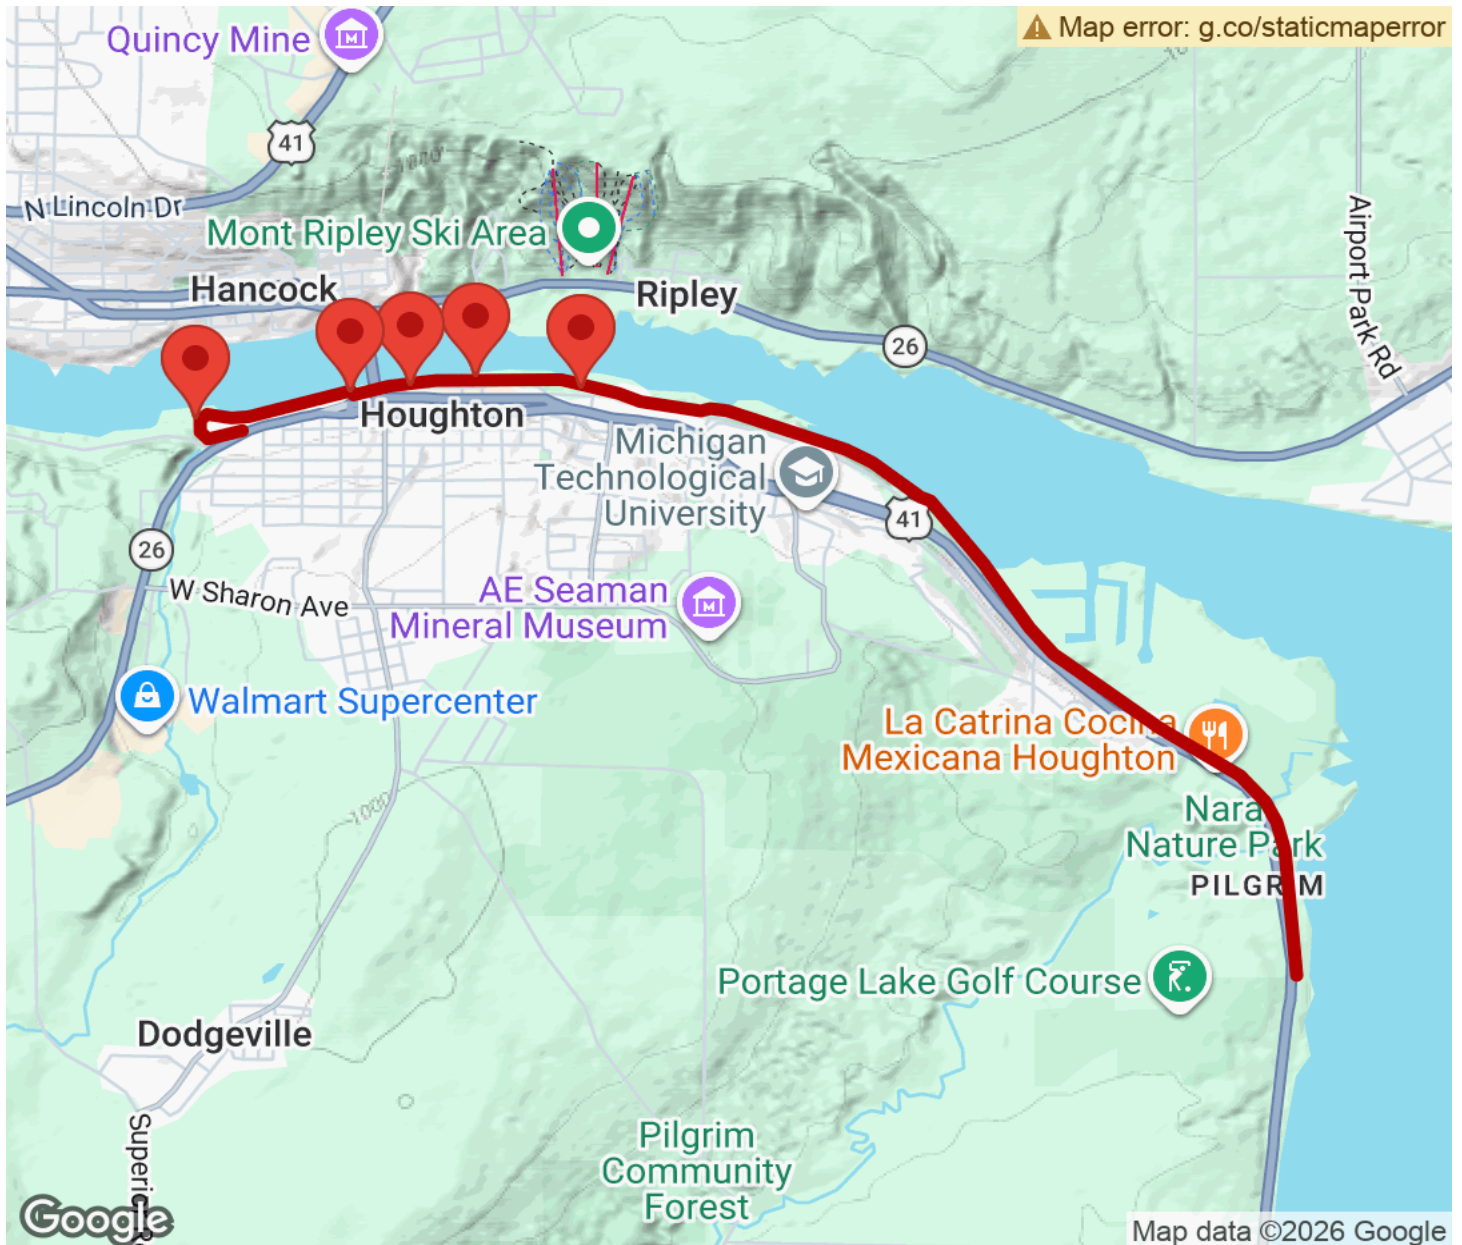 Quincy Mine
Map error: g.co/staticmaperror
41
N Lincoln Dr
Mont Ripley Ski Area
Airport Park Rd
Hancock
Ripley
26
Houghton
Michigan
Technological
University
41
26
W Sharon Ave
AE Seaman
Mineral Museum
Walmart Supercenter
La Catrina Cocina
Mexicana Houghton
1000
Nara
Nature Park
PILGRIM
Portage Lake Golf Course
Dodgeville
Pilgrim
Community
Forest
Superior
Google
Map data ©2026 Google